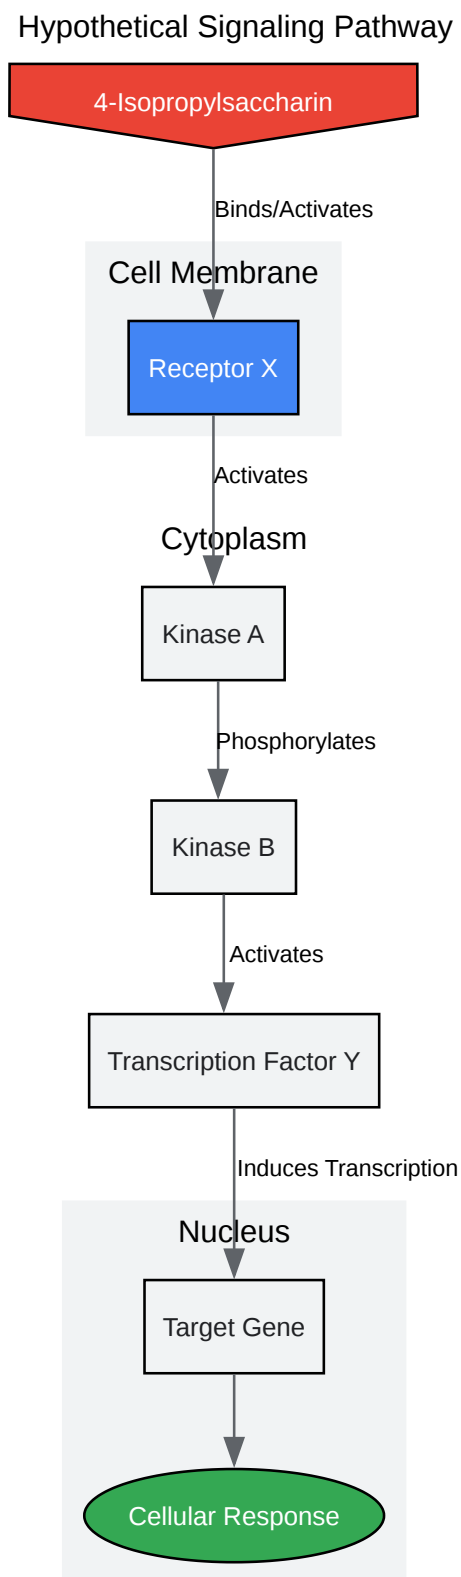 Hypothetical Signaling Pathway
4-Isopropylsaccharin
Binds/Activates
Cell Membrane
Receptor X
Activates
Cytoplasm
Kinase A
Phosphorylates
Kinase B
Activates
Transcription Factor Y
Induces Transcription
Nucleus
Target Gene
Cellular Response